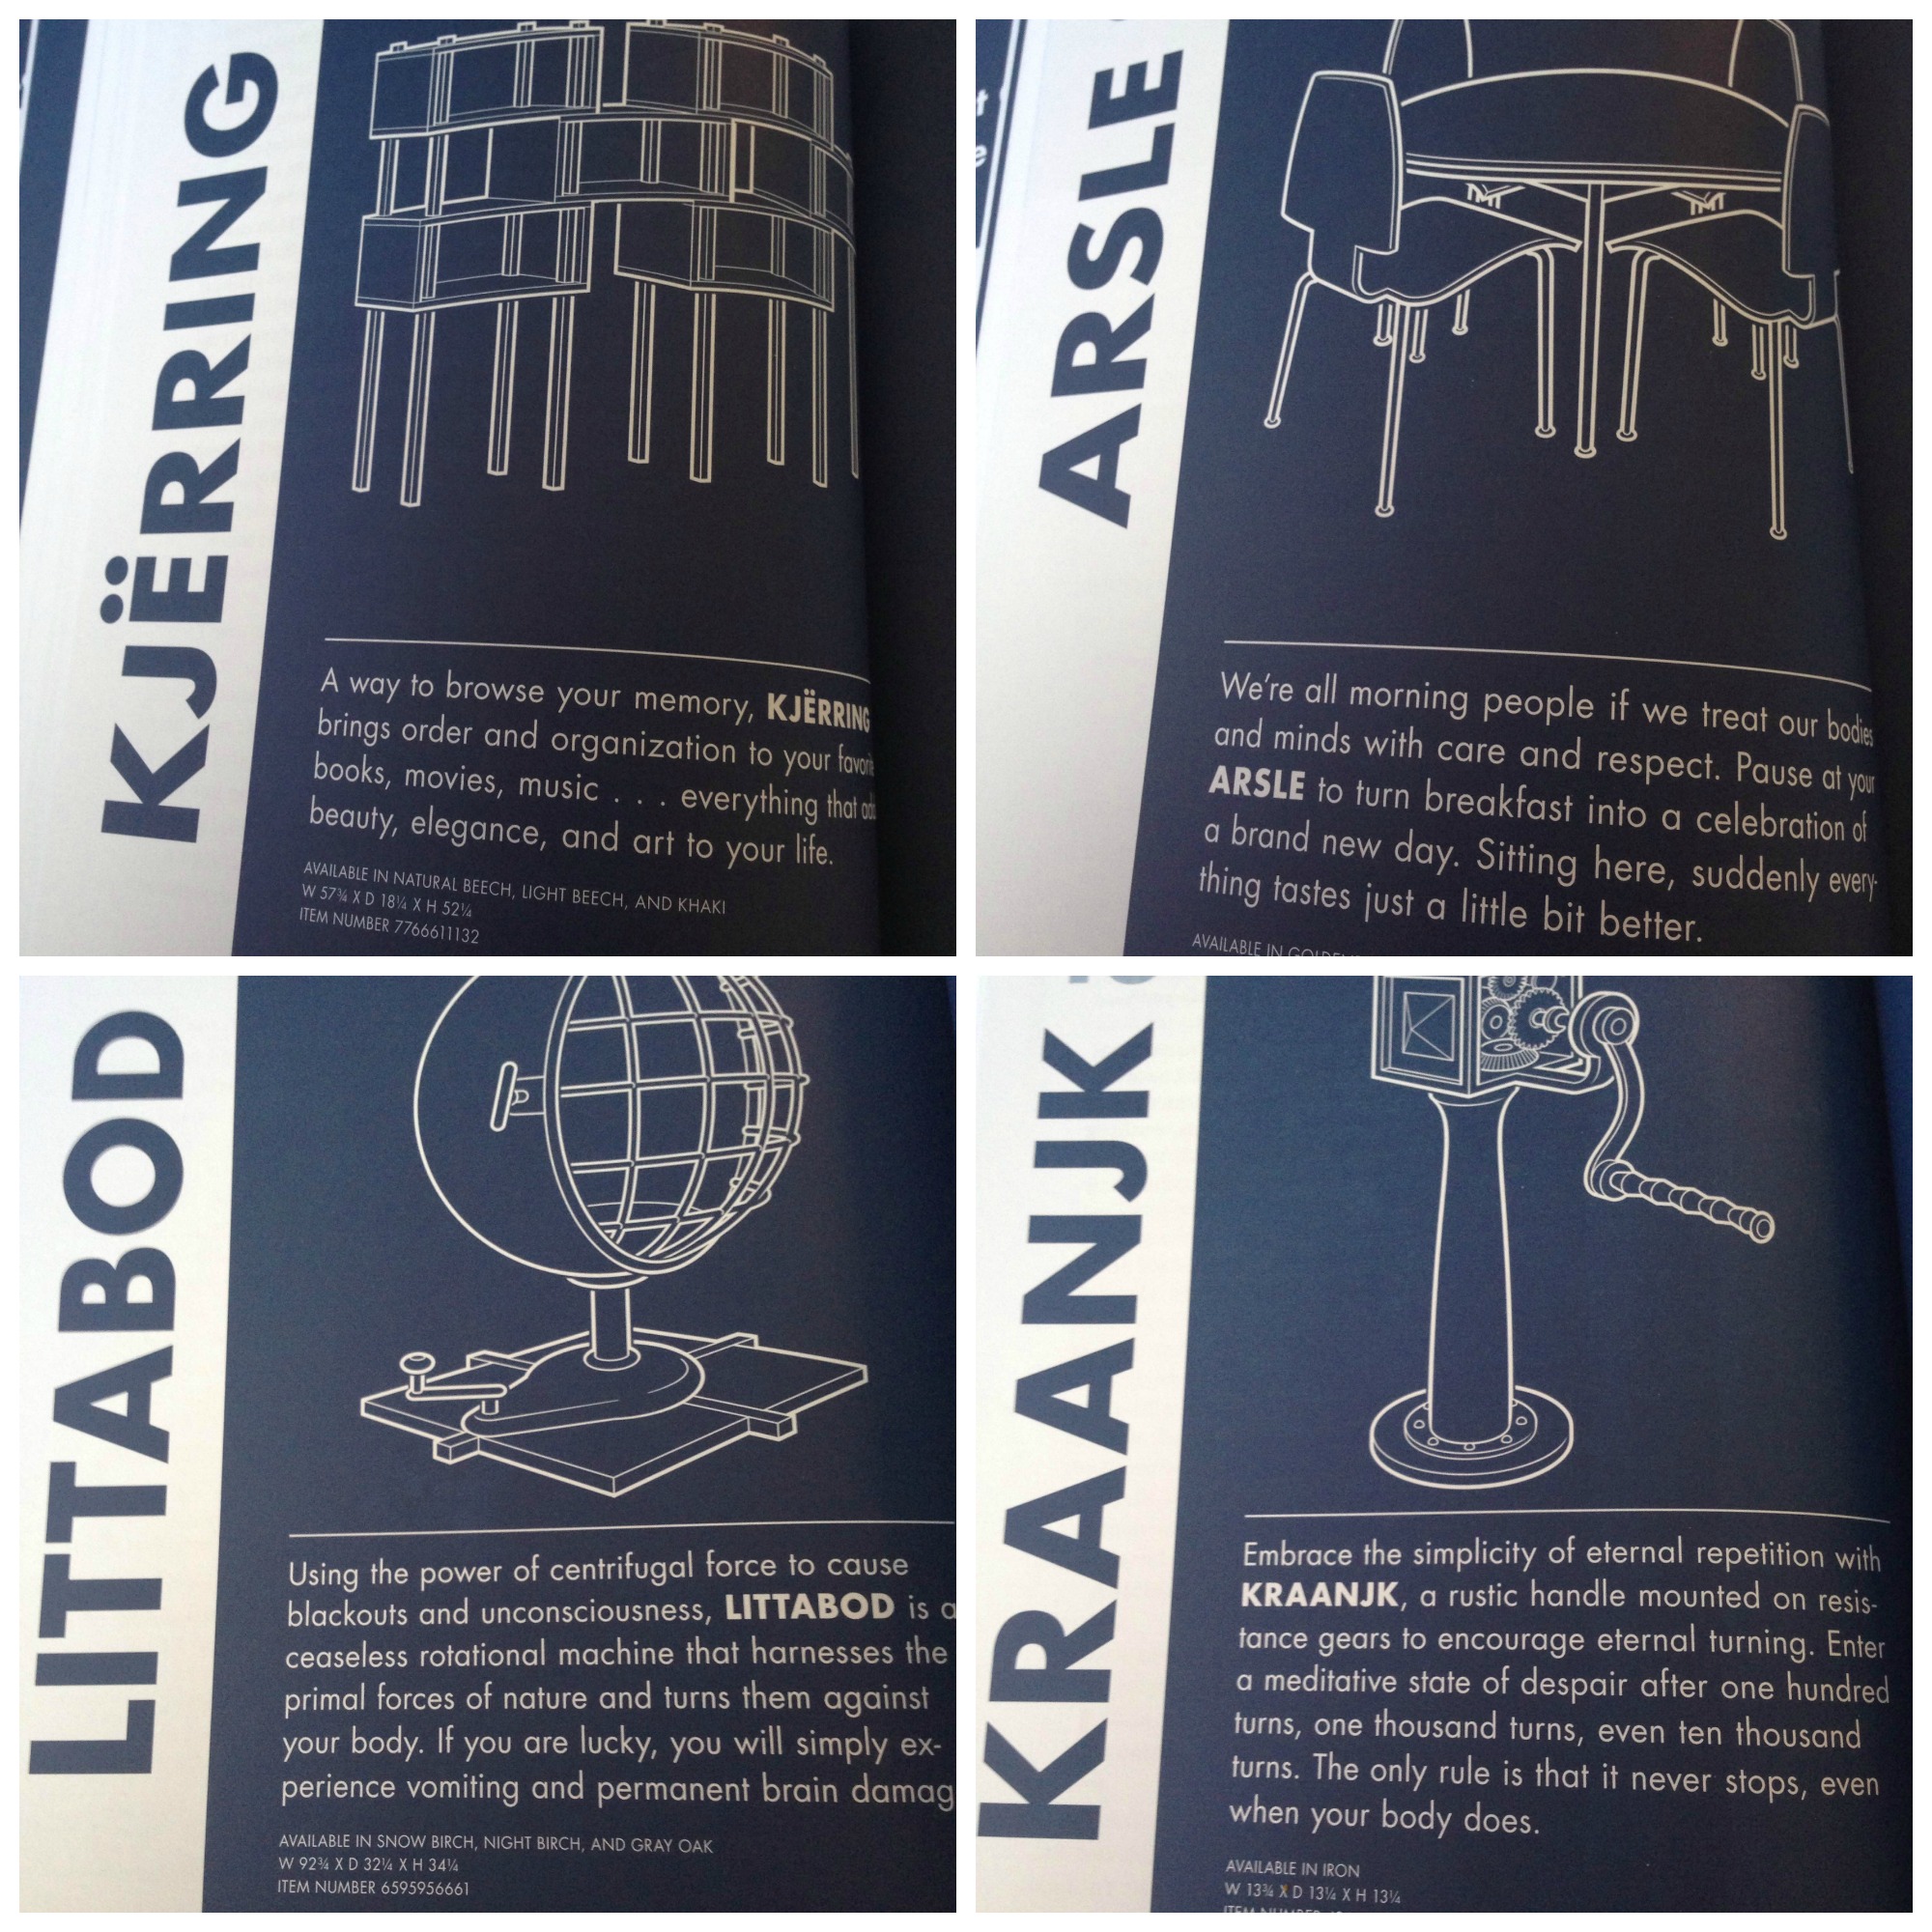 KJËRRING
A way to browse your memory, KJËRRING
brings order and organization to your
books, movies, music . . . everything that
beauty, elegance, and art to your life.
AVAILABLE IN NATURAL BEECH, LIGHT BEECH, AND KHAKI
W 57¾ X D 18¼ X H 52¼
ITEM NUMBER 7766611132
ARSLE
We're all morning people if we treat our bodies
and minds with care and respect. Pause at your
ARSLE to turn breakfast into a celebration of
a brand new day. Sitting here, suddenly every-
thing tastes just a little bit better.
AVAILABLE IN
LITTABOD
Using the power of centrifugal force to cause
blackouts and unconsciousness, LITTABOD is a
ceaseless rotational machine that harnesses the
primal forces of nature and turns them against
your body. If you are lucky, you will simply ex-
perience vomiting and permanent brain damag
AVAILABLE IN SNOW BIRCH, NIGHT BIRCH, AND GRAY OAK
W 92¾ X D 32¼ X H 34¼
ITEM NUMBER 6595956661
KRAANJK
Embrace the simplicity of eternal repetition with
KRAANJK, a rustic handle mounted on resis-
tance gears to encourage eternal turning. Enter
a meditative state of despair after one hundred
turns, one thousand turns, even ten thousand
turns. The only rule is that it never stops, even
when your body does.
AVAILABLE IN IRON
W 13¾ X D 13¼ X H 13¼
ITEM NUMBER